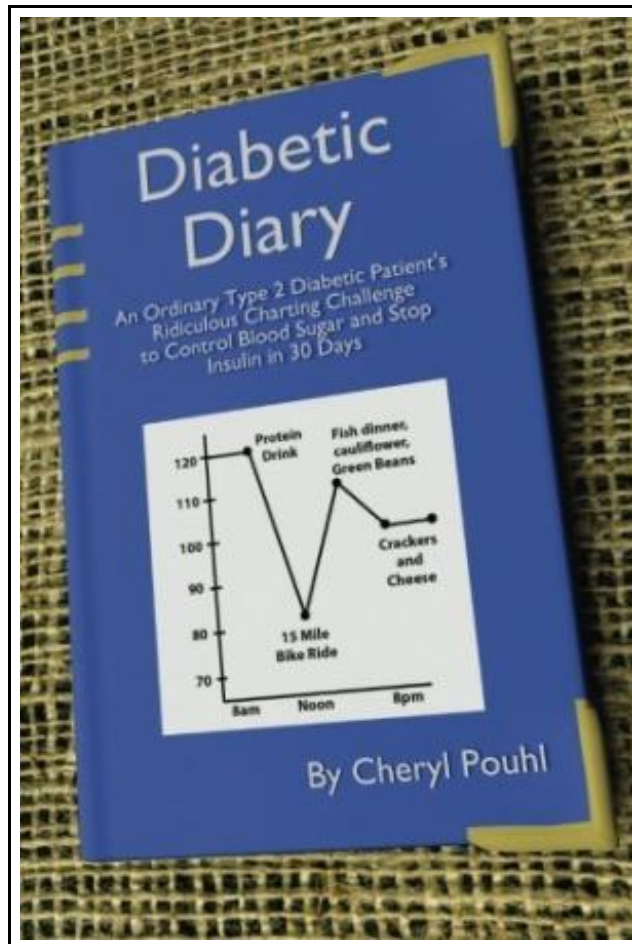 Diabetic
Diary
An Ordinary Type 2 Diabetic Patient's
Ridiculous Charting Challenge
to Control Blood Sugar and Stop
Insulin in 30 Days
120
110
100
90
80
70
Protein
Drink
Fish dinner,
cauliflower,
Green Beans
Crackers
and
Cheese
15 Mile
Bike Ride
8am
Noon
8pm
By Cheryl Pouhl